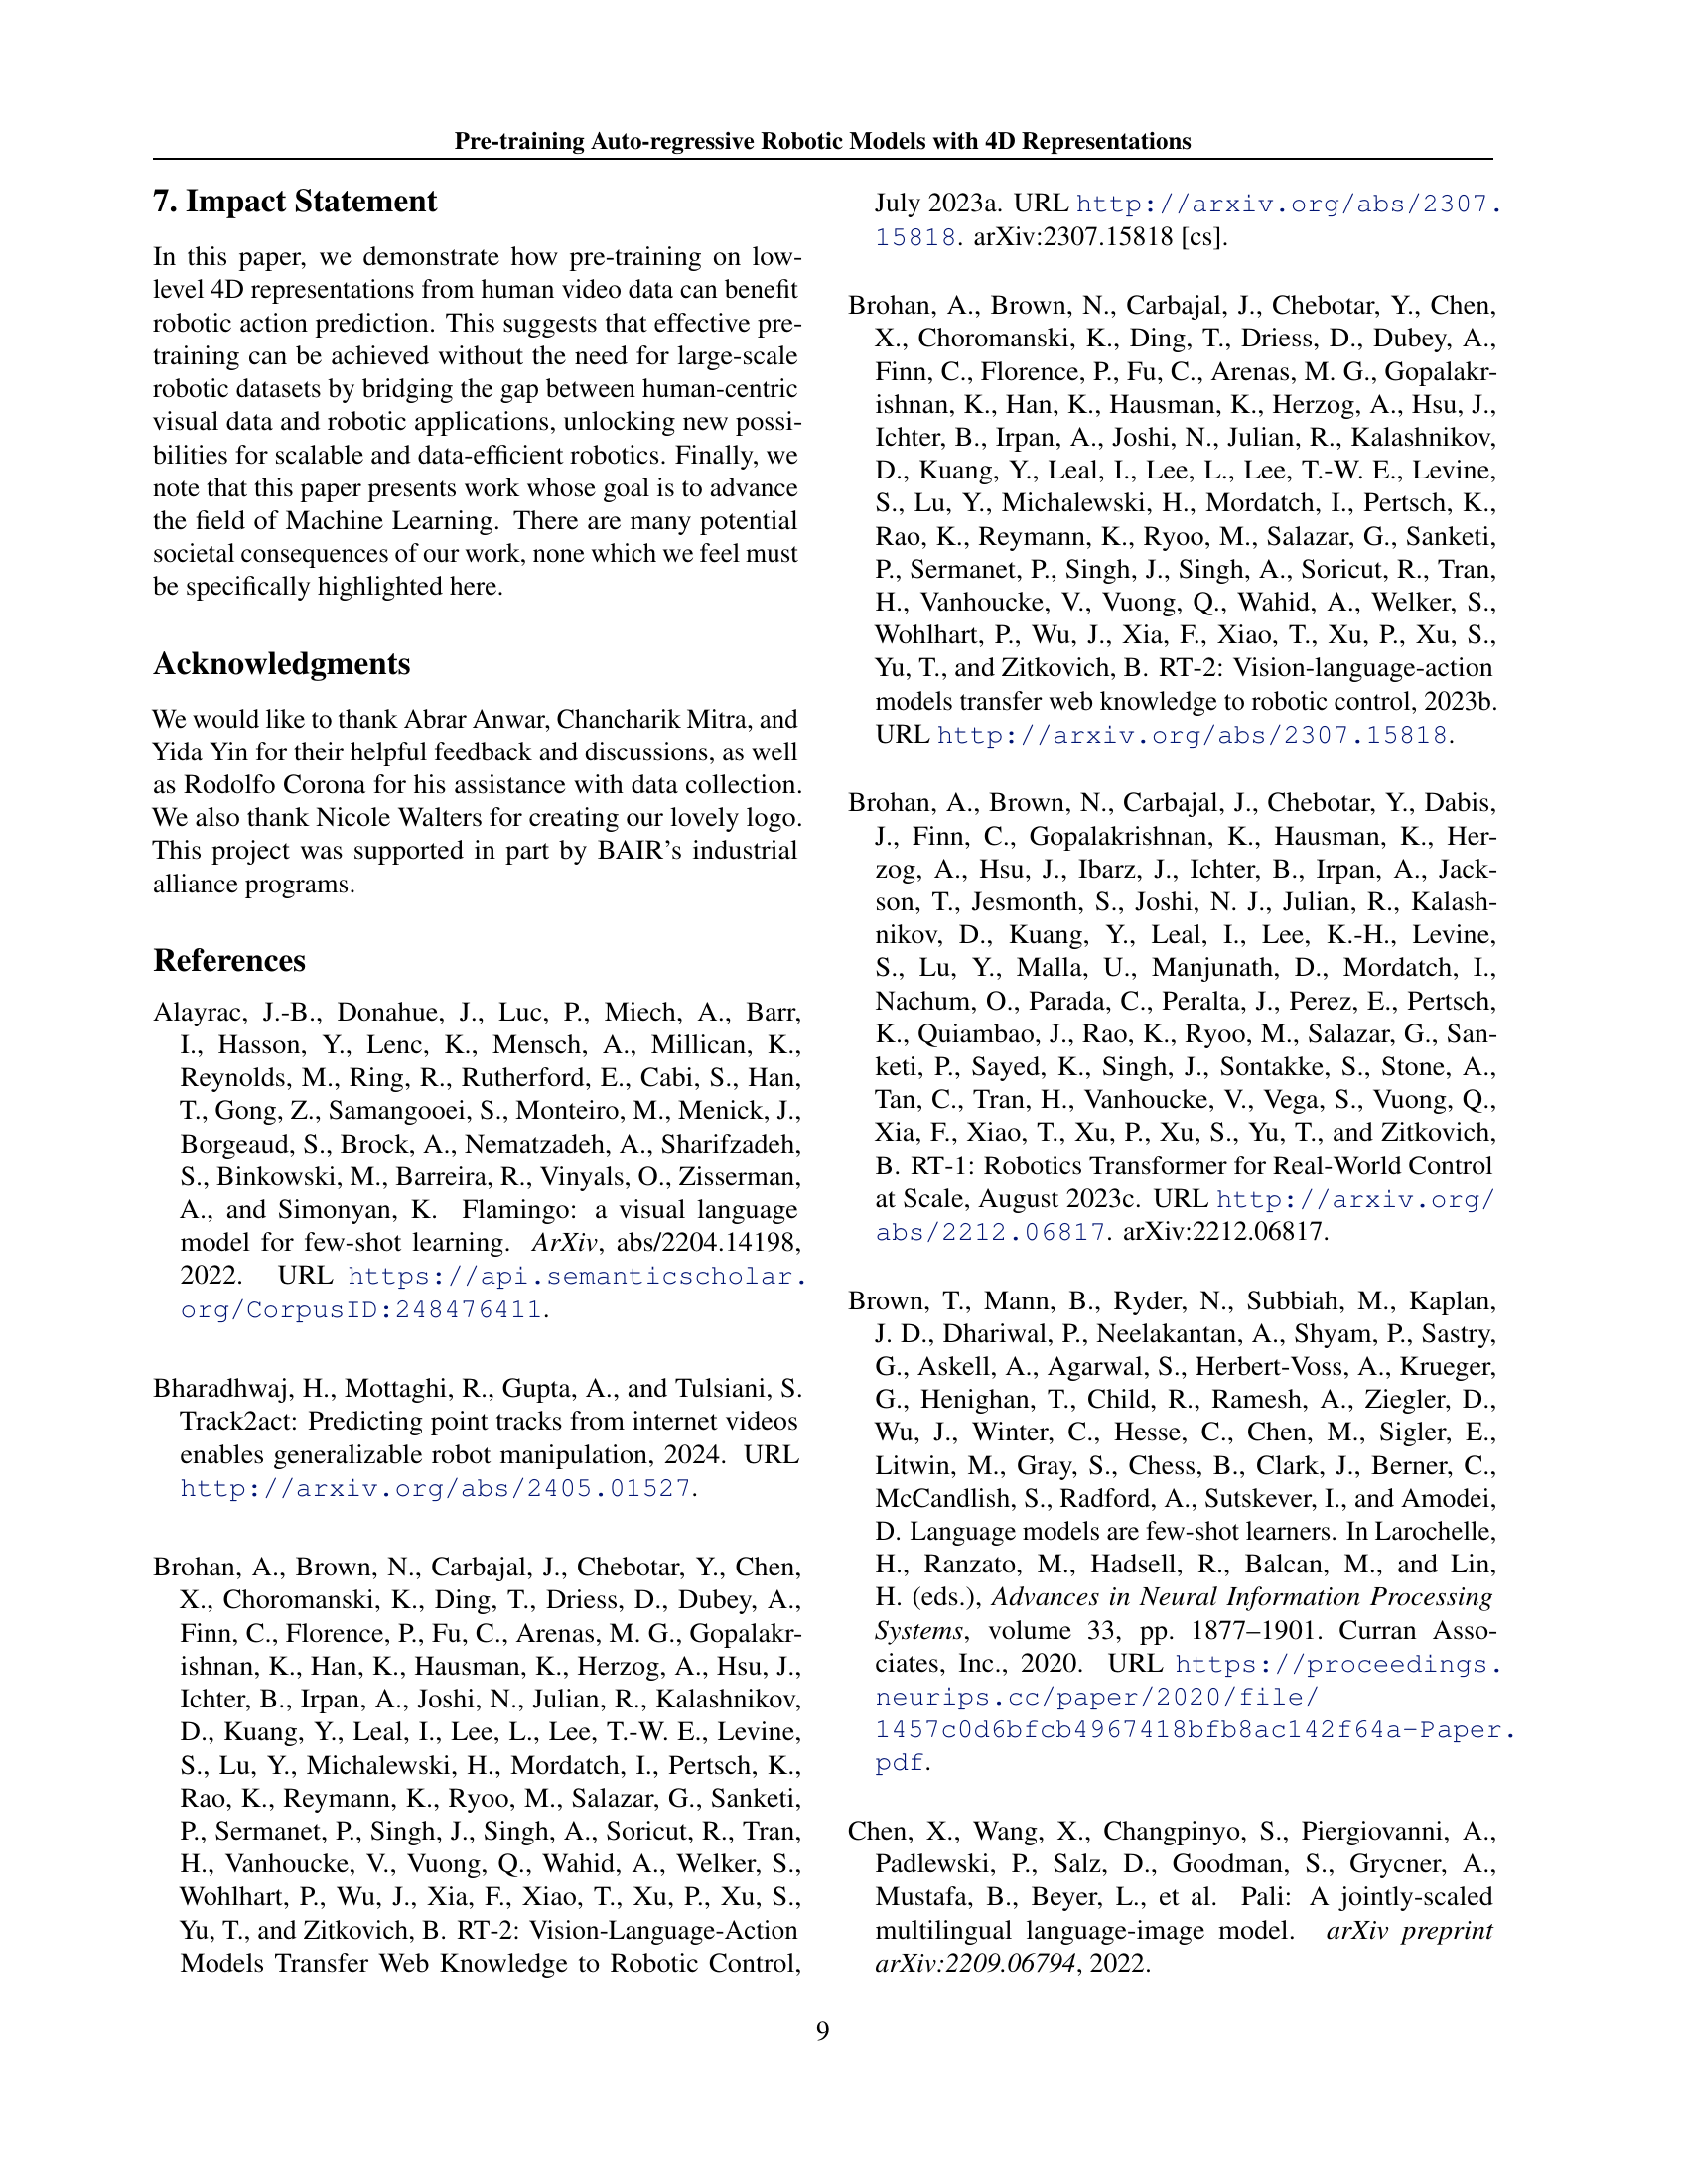 Pre-training Auto-regressive Robotic Models with 4D Representations
7. Impact Statement
In this paper, we demonstrate how pre-training on low-
level 4D representations from human video data can benefit
robotic action prediction. This suggests that effective pre-
training can be achieved without the need for large-scale
robotic datasets by bridging the gap between human-centric
visual data and robotic applications, unlocking new possi-
bilities for scalable and data-efficient robotics. Finally, we
note that this paper presents work whose goal is to advance
the field of Machine Learning. There are many potential
societal consequences of our work, none which we feel must
be specifically highlighted here.
Acknowledgments
We would like to thank Abrar Anwar, Chancharik Mitra, and
Yida Yin for their helpful feedback and discussions, as well
as Rodolfo Corona for his assistance with data collection.
We also thank Nicole Walters for creating our lovely logo.
This project was supported in part by BAIR's industrial
alliance programs.
References
Alayrac, J.-B., Donahue, J., Luc, P., Miech, A., Barr,
I., Hasson, Y., Lenc, K., Mensch, A., Millican, K.,
Reynolds, M., Ring, R., Rutherford, E., Cabi, S., Han,
T., Gong, Z., Samangooei, S., Monteiro, M., Menick, J.,
Borgeaud, S., Brock, A., Nematzadeh, A., Sharifzadeh,
S., Binkowski, M., Barreira, R., Vinyals, O., Zisserman,
A., and Simonyan, K. Flamingo: a visual language
model for few-shot learning. ArXiv, abs/2204.14198,
2022. URL https://api.semanticscholar.
org/CorpusID:248476411.
Bharadhwaj, H., Mottaghi, R., Gupta, A., and Tulsiani, S.
Track2act: Predicting point tracks from internet videos
enables generalizable robot manipulation, 2024. URL
http://arxiv.org/abs/2405.01527.
Brohan, A., Brown, N., Carbajal, J., Chebotar, Y., Chen,
X., Choromanski, K., Ding, T., Driess, D., Dubey, A.,
Finn, C., Florence, P., Fu, C., Arenas, M. G., Gopalakr-
ishnan, K., Han, K., Hausman, K., Herzog, A., Hsu, J.,
Ichter, B., Irpan, A., Joshi, N., Julian, R., Kalashnikov,
D., Kuang, Y., Leal, I., Lee, L., Lee, T.-W. E., Levine,
S., Lu, Y., Michalewski, H., Mordatch, I., Pertsch, K.,
Rao, K., Reymann, K., Ryoo, M., Salazar, G., Sanketi,
P., Sermanet, P., Singh, J., Singh, A., Soricut, R., Tran,
H., Vanhoucke, V., Vuong, Q., Wahid, A., Welker, S.,
Wohlhart, P., Wu, J., Xia, F., Xiao, T., Xu, P., Xu, S.,
Yu, T., and Zitkovich, B. RT-2: Vision-Language-Action
Models Transfer Web Knowledge to Robotic Control,
July 2023a. URL http://arxiv.org/abs/2307.
15818. arXiv:2307.15818 [cs].
Brohan, A., Brown, N., Carbajal, J., Chebotar, Y., Chen,
X., Choromanski, K., Ding, T., Driess, D., Dubey, A.,
Finn, C., Florence, P., Fu, C., Arenas, M. G., Gopalakr-
ishnan, K., Han, K., Hausman, K., Herzog, A., Hsu, J.,
Ichter, B., Irpan, A., Joshi, N., Julian, R., Kalashnikov,
D., Kuang, Y., Leal, I., Lee, L., Lee, T.-W. E., Levine,
S., Lu, Y., Michalewski, H., Mordatch, I., Pertsch, K.,
Rao, K., Reymann, K., Ryoo, M., Salazar, G., Sanketi,
P., Sermanet, P., Singh, J., Singh, A., Soricut, R., Tran,
H., Vanhoucke, V., Vuong, Q., Wahid, A., Welker, S.,
Wohlhart, P., Wu, J., Xia, F., Xiao, T., Xu, P., Xu, S.,
Yu, T., and Zitkovich, B. RT-2: Vision-language-action
models transfer web knowledge to robotic control, 2023b.
URL http://arxiv.org/abs/2307.15818.
Brohan, A., Brown, N., Carbajal, J., Chebotar, Y., Dabis,
J., Finn, C., Gopalakrishnan, K., Hausman, K., Her-
zog, A., Hsu, J., Ibarz, J., Ichter, B., Irpan, A., Jack-
son, T., Jesmonth, S., Joshi, N. J., Julian, R., Kalash-
nikov, D., Kuang, Y., Leal, I., Lee, K.-H., Levine,
S., Lu, Y., Malla, U., Manjunath, D., Mordatch, I.,
Nachum, O., Parada, C., Peralta, J., Perez, E., Pertsch,
K., Quiambao, J., Rao, K., Ryoo, M., Salazar, G., San-
keti, P., Sayed, K., Singh, J., Sontakke, S., Stone, A.,
Tan, C., Tran, H., Vanhoucke, V., Vega, S., Vuong, Q.,
Xia, F., Xiao, T., Xu, P., Xu, S., Yu, T., and Zitkovich,
B. RT-1: Robotics Transformer for Real-World Control
at Scale, August 2023c. URL http://arxiv.org/
abs/2212.06817. arXiv:2212.06817.
Brown, T., Mann, B., Ryder, N., Subbiah, M., Kaplan,
J. D., Dhariwal, P., Neelakantan, A., Shyam, P., Sastry,
G., Askell, A., Agarwal, S., Herbert-Voss, A., Krueger,
G., Henighan, T., Child, R., Ramesh, A., Ziegler, D.,
Wu, J., Winter, C., Hesse, C., Chen, M., Sigler, E.,
Litwin, M., Gray, S., Chess, B., Clark, J., Berner, C.,
McCandlish, S., Radford, A., Sutskever, I., and Amodei,
D. Language models are few-shot learners. In Larochelle,
H., Ranzato, M., Hadsell, R., Balcan, M., and Lin,
H. (eds.), Advances in Neural Information Processing
Systems, volume 33, pp. 1877–1901. Curran Asso-
ciates, Inc., 2020. URL https://proceedings.
neurips.cc/paper/2020/file/
1457c0d6bfcb4967418bfb8ac142f64a-Paper.
pdf.
Chen, X., Wang, X., Changpinyo, S., Piergiovanni, A.,
Padlewski, P., Salz, D., Goodman, S., Grycner, A.,
Mustafa, B., Beyer, L., et al. Pali: A jointly-scaled
multilingual language-image model. arXiv preprint
arXiv:2209.06794, 2022.
9